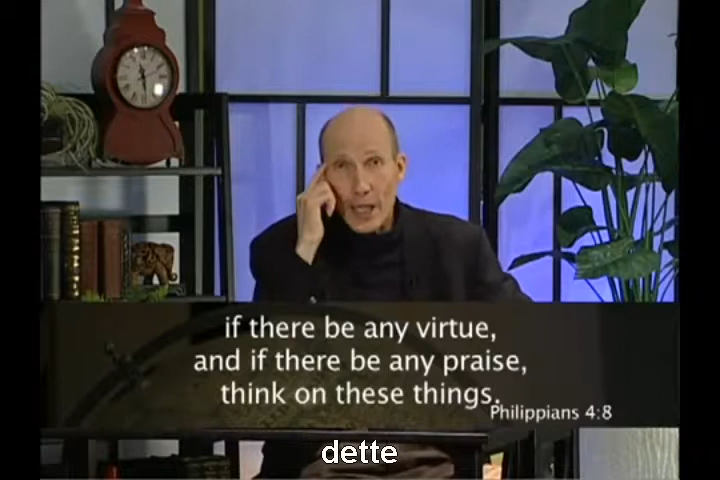 if there be any virtue,
and if there be any praise,
think on these things.
Philippians 4:8
dette